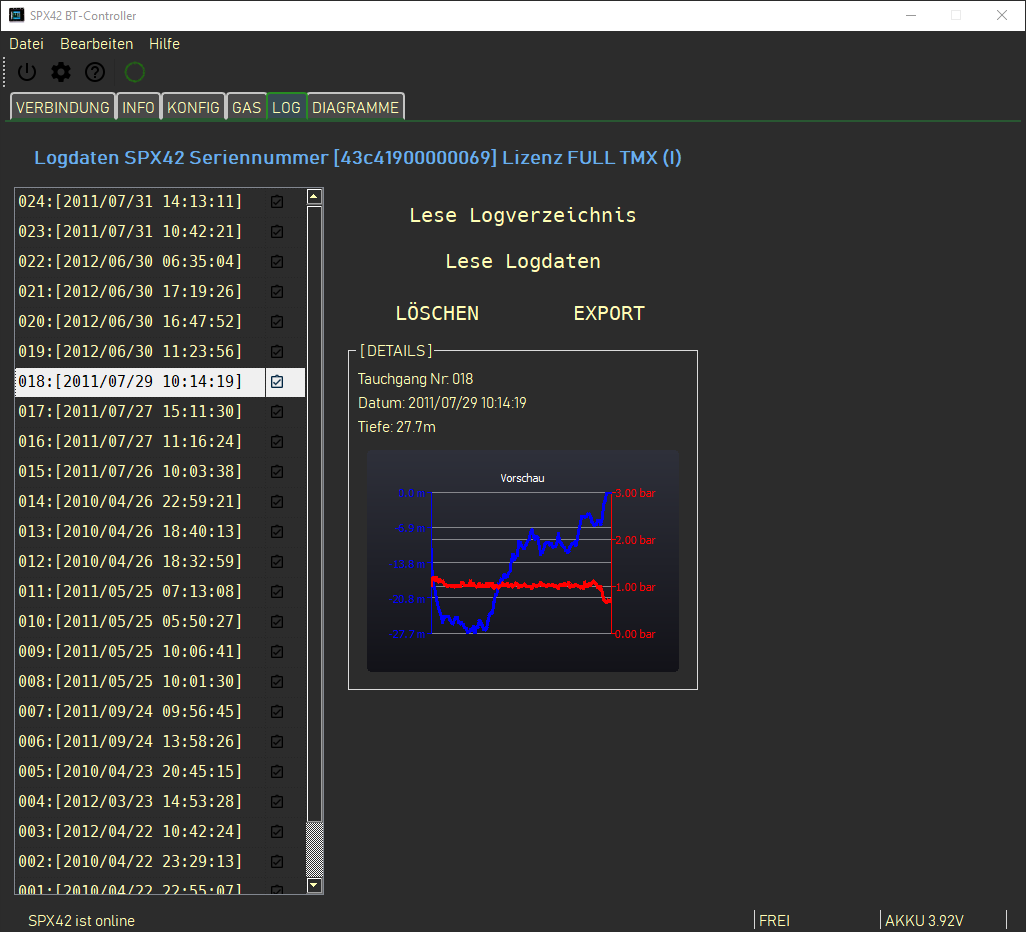 SPX42 BT-Controller
Datei Bearbeiten Hilfe
VERBINDUNG INFO KONFIG GAS LOG DIAGRAMME
Logdaten SPX42 Seriennummer [43c41900000069] Lizenz FULL TMX (I)
024:[2011/07/31 14:13:11]
023:[2011/07/31 10:42:21]
022:[2012/06/30 06:35:04]
021:[2012/06/30 17:19:26]
020:[2012/06/30 16:47:52]
019:[2012/06/30 11:23:56]
018:[2011/07/29 10:14:19]
017:[2011/07/27 15:11:30]
016:[2011/07/27 11:16:24]
015:[2011/07/26 10:03:38]
014:[2010/04/26 22:59:21]
013:[2010/04/26 18:40:13]
012:[2010/04/26 18:32:59]
011:[2011/05/25 07:13:08]
010:[2011/05/25 05:50:27]
009:[2011/05/25 10:06:41]
008:[2011/05/25 10:01:30]
007:[2011/09/24 09:56:45]
006:[2011/09/24 13:58:26]
005:[2010/04/23 20:45:15]
004:[2012/03/23 14:53:28]
003:[2012/04/22 10:42:24]
002:[2010/04/22 23:29:13]
001:[2010/04/22 22:55:07]
Lese Logverzeichnis
Lese Logdaten
LÖSCHEN EXPORT
[DETAILS]
Tauchgang Nr: 018
Datum: 2011/07/29 10:14:19
Tiefe: 27.7m
Vorschau
3.00 bar
2.00 bar
1.00 bar
0.00 bar
SPX42 ist online
FREI
AKKU 3.92V